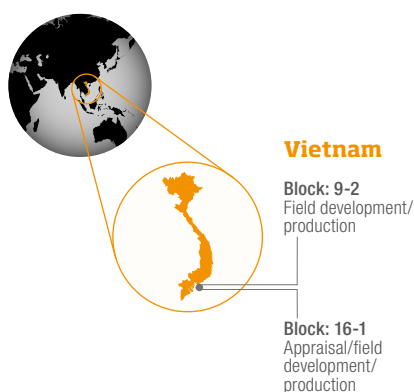 Vietnam
Block: 9-2
Field development/
production
Block: 16-1
Appraisal/field
development/
production